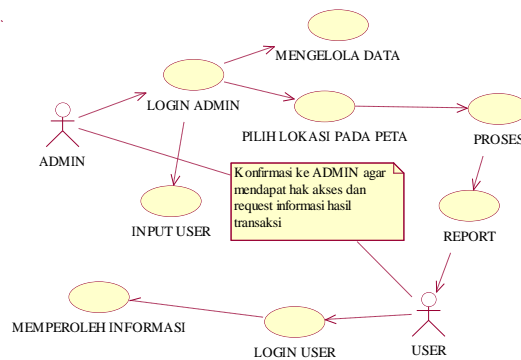 MENGELOLA DATA
LOGIN ADMIN
PILIH LOKASI PADA PETA
PROSES
ADMIN
Konfirmasi ke ADMIN agar
mendapat hak akses dan
request informasi hasil
transaksi
INPUT USER
REPORT
MEMPEROLEH INFORMASI
LOGIN USER
USER